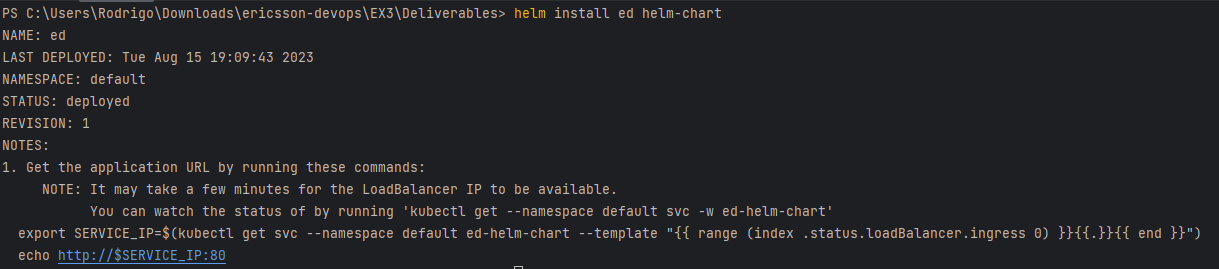 PS C:\Users\Rodrigo\Downloads\ericsson-devops\EX3\Deliverables> helm install ed helm-chart
NAME: ed
LAST DEPLOYED: Tue Aug 15 19:09:43 2023
NAMESPACE: default
STATUS: deployed
REVISION: 1
NOTES:
1. Get the application URL by running these commands:
     NOTE: It may take a few minutes for the LoadBalancer IP to be available.
           You can watch the status of by running 'kubectl get --namespace default svc -w ed-helm-chart'
  export SERVICE_IP=$(kubectl get svc --namespace default ed-helm-chart --template "{{ range (index .status.loadBalancer.ingress 0) }}{{.}}{{ end }}")
  echo http://$SERVICE_IP:80